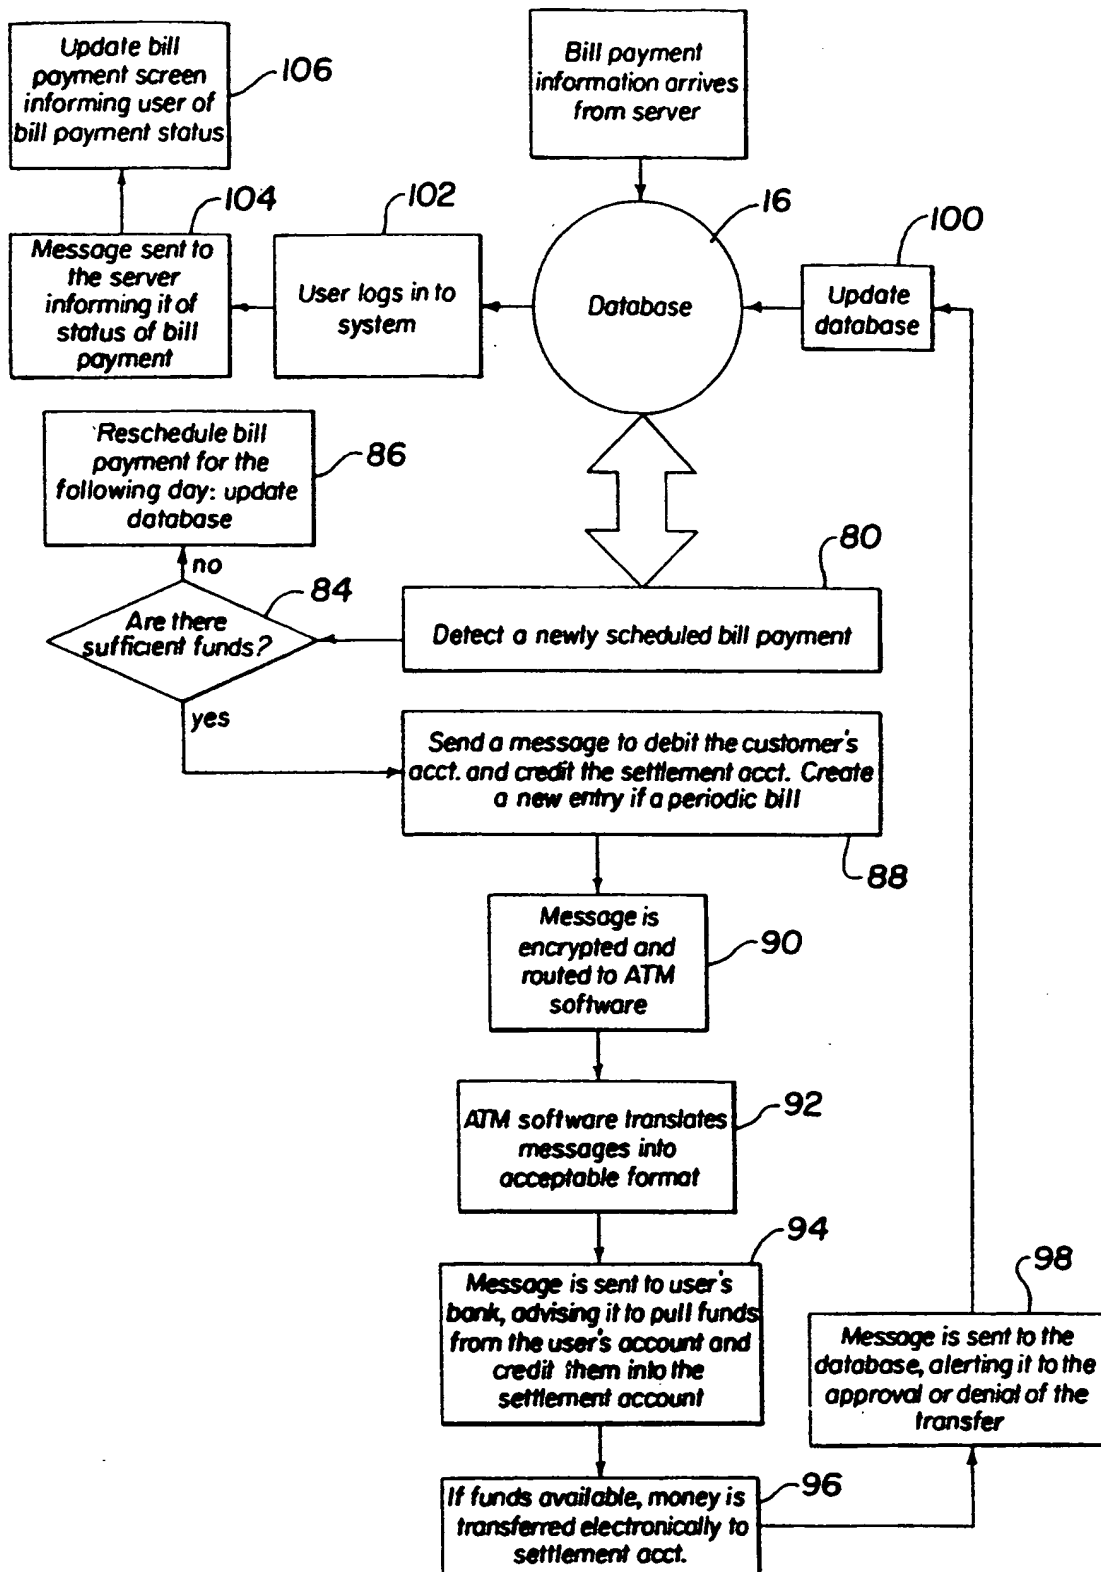 Update bill
payment screen
informing user of
bill payment status
106
Bill payment
information arrives
from server
104
102
16
100
Message sent to
the server
informing it of
status of bill
payment
User logs in to
system
Database
Update
database
Reschedule bill
payment for the
following day: update
database
86
no
84
80
Are there
sufficient funds?
Detect a newly scheduled bill payment
yes
Send a message to debit the customer's
acct. and credit the settlement acct. Create
a new entry if a periodic bill
88
Message is
encrypted and
routed to ATM
software
90
ATM software translates
messages into
acceptable format
92
94
Message is sent to user's
bank, advising it to pull funds
from the user's account and
credit them into the
settlement account
98
Message is sent to the
database, alerting it to the
approval or denial of the
transfer
If funds available, money is
transferred electronically to
settlement acct.
96